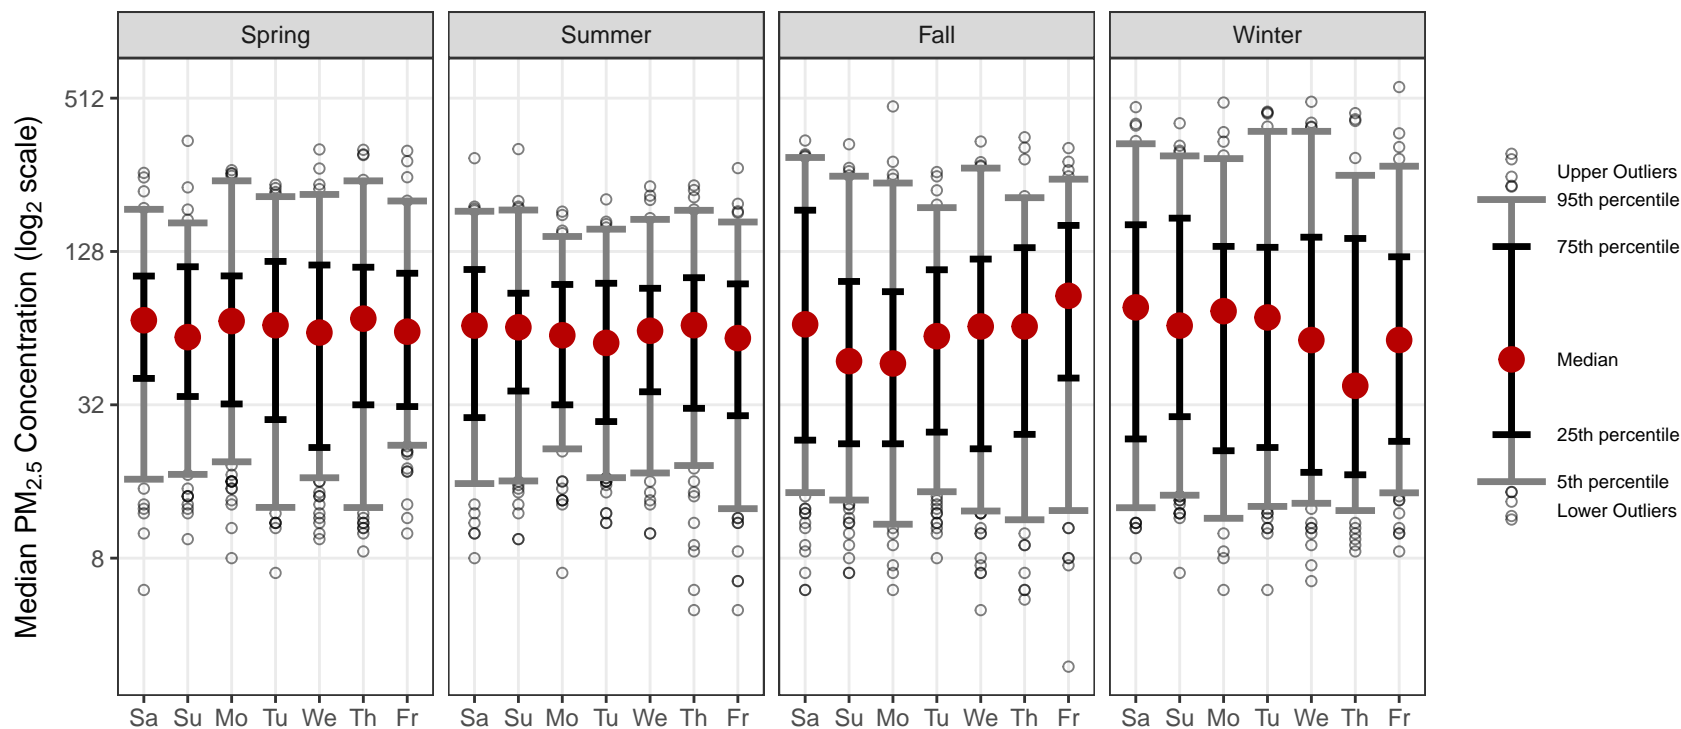 Spring Summer Fall Winter
Median PM2.5 Concentration (log2 scale)
512
128
32
8
Sa Su Mo Tu We Th Fr Sa Su Mo Tu We Th Fr Sa Su Mo Tu We Th Fr Sa Su Mo Tu We Th Fr
Upper Outliers
95th percentile
75th percentile
Median
25th percentile
5th percentile
Lower Outliers